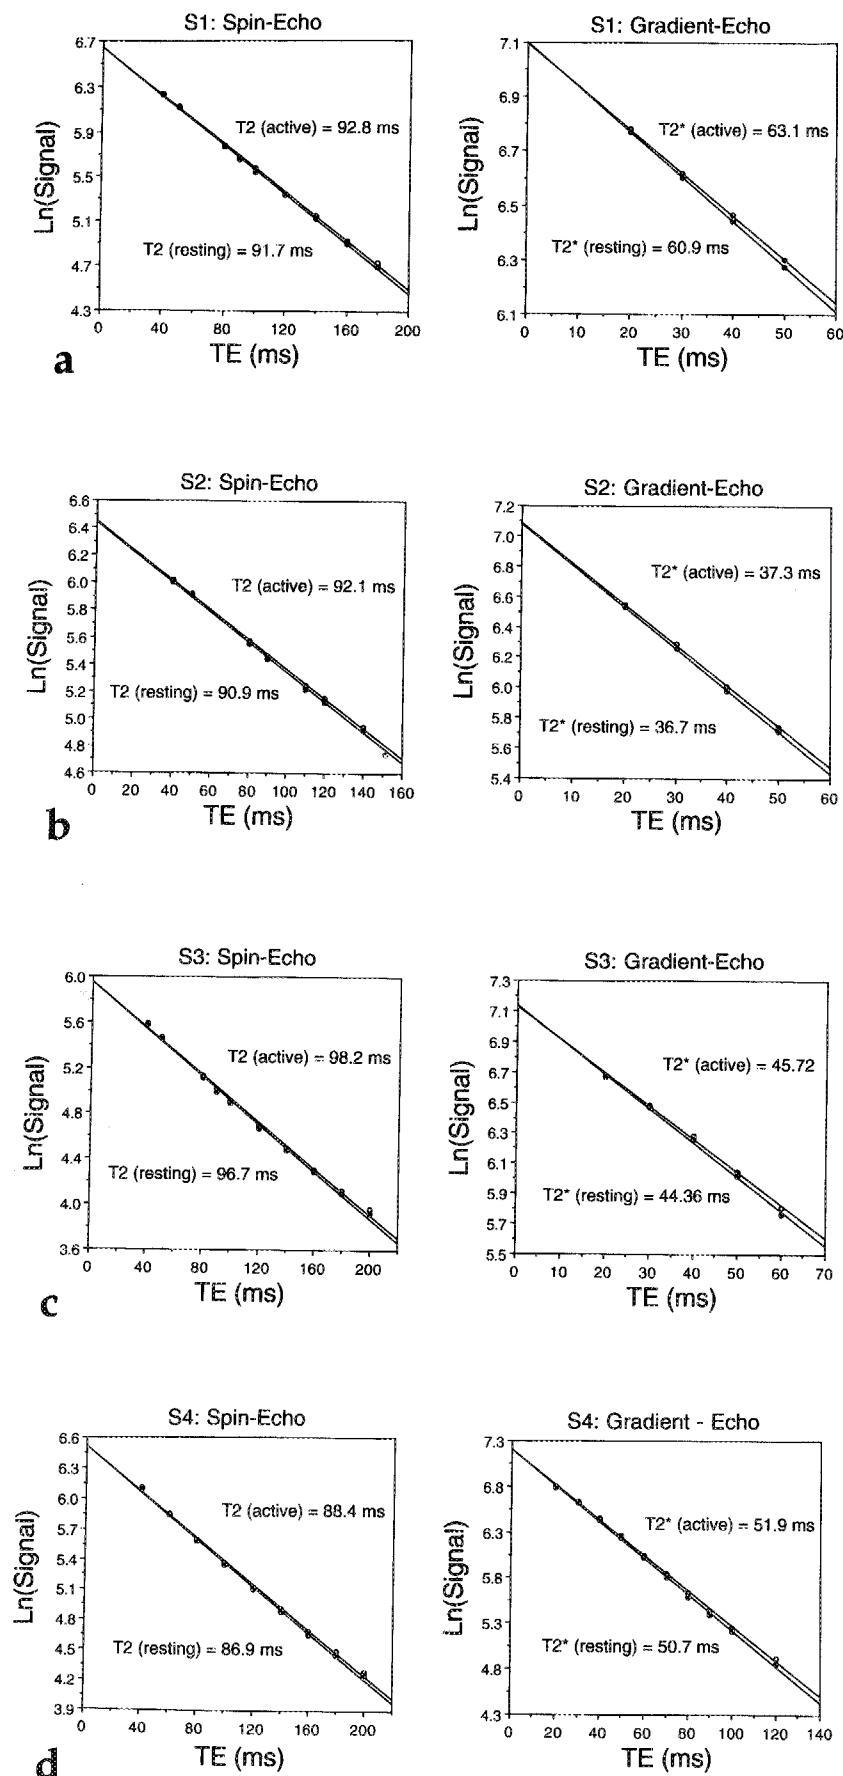 S1: Spin-Echo
6.7
6.3
5.9
5.5
5.1
4.7
4.3
Ln(Signal)
T2 (active) = 92.8 ms
T2 (resting) = 91.7 ms
0 40 80 120 160 200
TE (ms)
S1: Gradient-Echo
7.1
6.9
6.7
6.5
6.3
6.1
Ln(Signal)
T2* (active) = 63.1 ms
T2* (resting) = 60.9 ms
0 10 20 30 40 50 60
TE (ms)
a
S2: Spin-Echo
6.6
6.4
6.2
6.0
5.8
5.6
5.4
5.2
5.0
4.8
4.6
Ln(Signal)
T2 (active) = 92.1 ms
T2 (resting) = 90.9 ms
0 20 40 60 80 100 120 140 160
TE (ms)
S2: Gradient-Echo
7.2
7.0
6.8
6.6
6.4
6.2
6.0
5.8
5.6
5.4
Ln(Signal)
T2* (active) = 37.3 ms
T2* (resting) = 36.7 ms
0 10 20 30 40 50 60
TE (ms)
b
S3: Spin-Echo
6.0
5.6
5.2
4.8
4.4
4.0
3.6
Ln(Signal)
T2 (active) = 98.2 ms
T2 (resting) = 96.7 ms
0 40 80 120 160 200
TE (ms)
S3: Gradient-Echo
7.3
7.1
6.9
6.7
6.5
6.3
6.1
5.9
5.7
5.5
Ln(Signal)
T2* (active) = 45.72
T2* (resting) = 44.36 ms
0 10 20 30 40 50 60 70
TE (ms)
c
S4: Spin-Echo
6.6
6.3
6.0
5.7
5.4
5.1
4.8
4.5
4.2
3.9
Ln(Signal)
T2 (active) = 88.4 ms
T2 (resting) = 86.9 ms
0 40 80 120 160 200
TE (ms)
S4: Gradient - Echo
7.3
6.8
6.3
5.8
5.3
4.8
4.3
Ln(Signal)
T2* (active) = 51.9 ms
T2* (resting) = 50.7 ms
0 20 40 60 80 100 120 140
TE (ms)
d